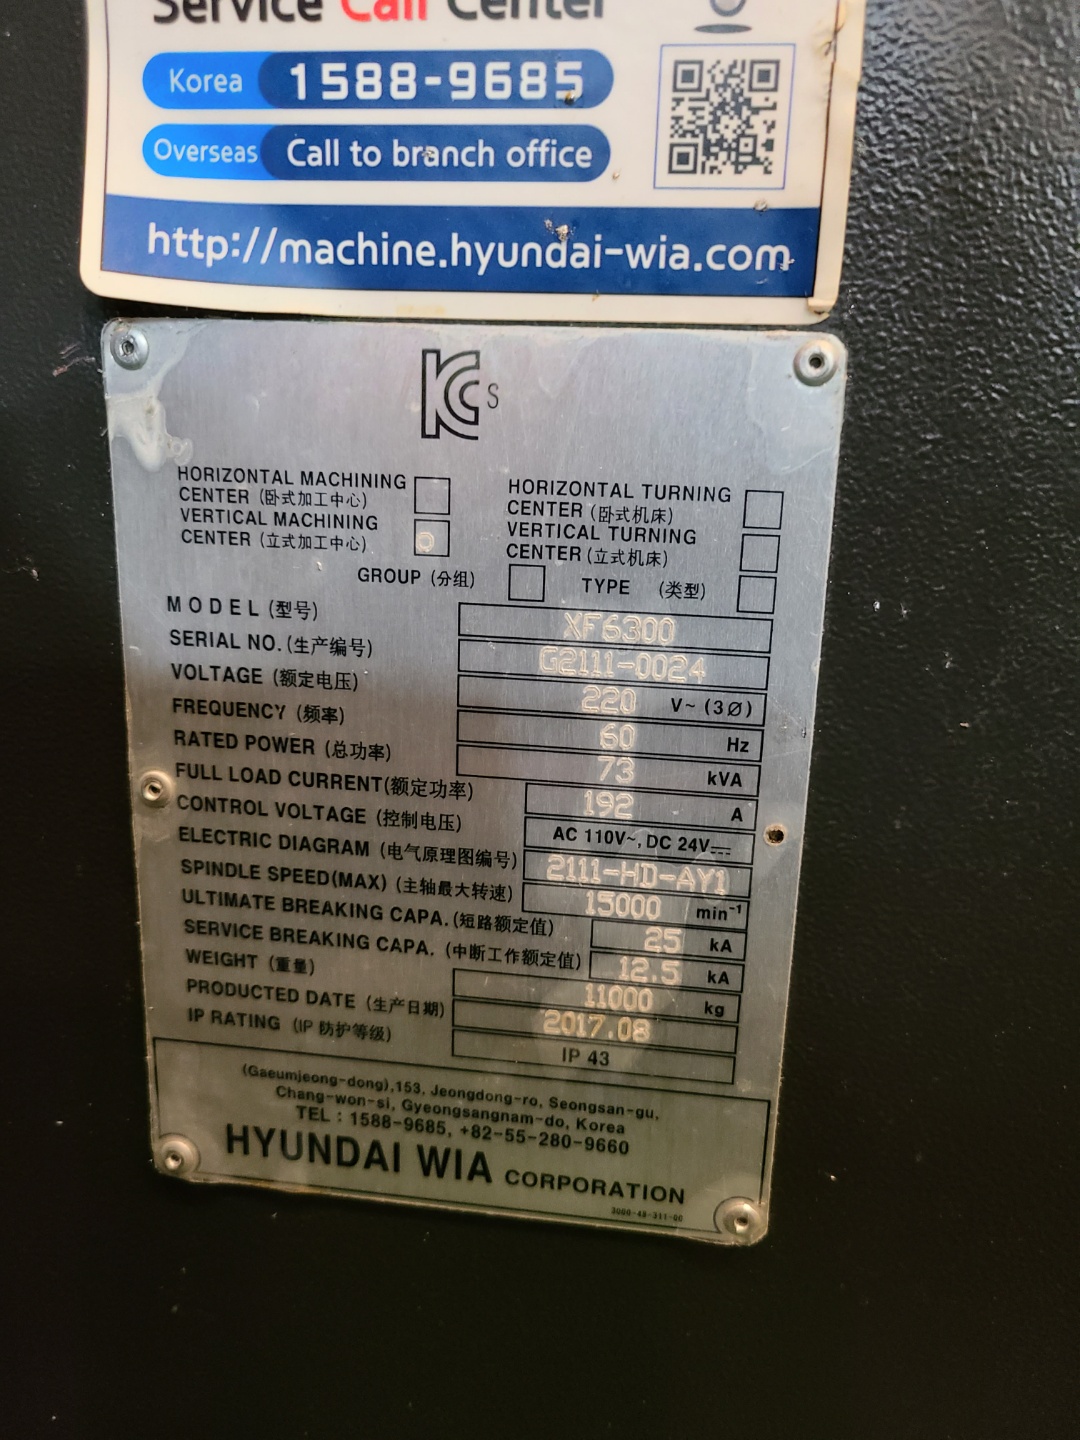 Service Call Center
Korea 1588-9685
Overseas Call to branch office
http://machine.hyundai-wia.com
KC S
HORIZONTAL MACHINING
CENTER (卧式加工中心)
VERTICAL MACHINING
CENTER (立式加工中心) O
HORIZONTAL TURNING
CENTER (卧式机床)
VERTICAL TURNING
CENTER (立式机床)
GROUP (分组) TYPE (类型)
MODEL (型号) XF6300
SERIAL NO. (生产编号) G2111-0024
VOLTAGE (额定电压) 220 V~ (3Ø)
FREQUENCY (频率) 60 Hz
RATED POWER (总功率) 73 kVA
FULL LOAD CURRENT(额定功率) 192 A
CONTROL VOLTAGE (控制电压) AC 110V~, DC 24V⎓
ELECTRIC DIAGRAM (电气原理图编号) 2111-HD-AY1
SPINDLE SPEED(MAX) (主轴最大转速) 15000 min⁻¹
ULTIMATE BREAKING CAPA. (短路额定值) 25 kA
SERVICE BREAKING CAPA. (中断工作额定值) 12.5 kA
WEIGHT (重量) 11000 kg
PRODUCTED DATE (生产日期) 2017.08
IP RATING (IP 防护等级) IP 43
(Gaeumjeong-dong),153, Jeongdong-ro, Seongsan-gu,
Chang-won-si, Gyeongsangnam-do, Korea
TEL : 1588-9685, +82-55-280-9660
HYUNDAI WIA CORPORATION
3000-48-311-00